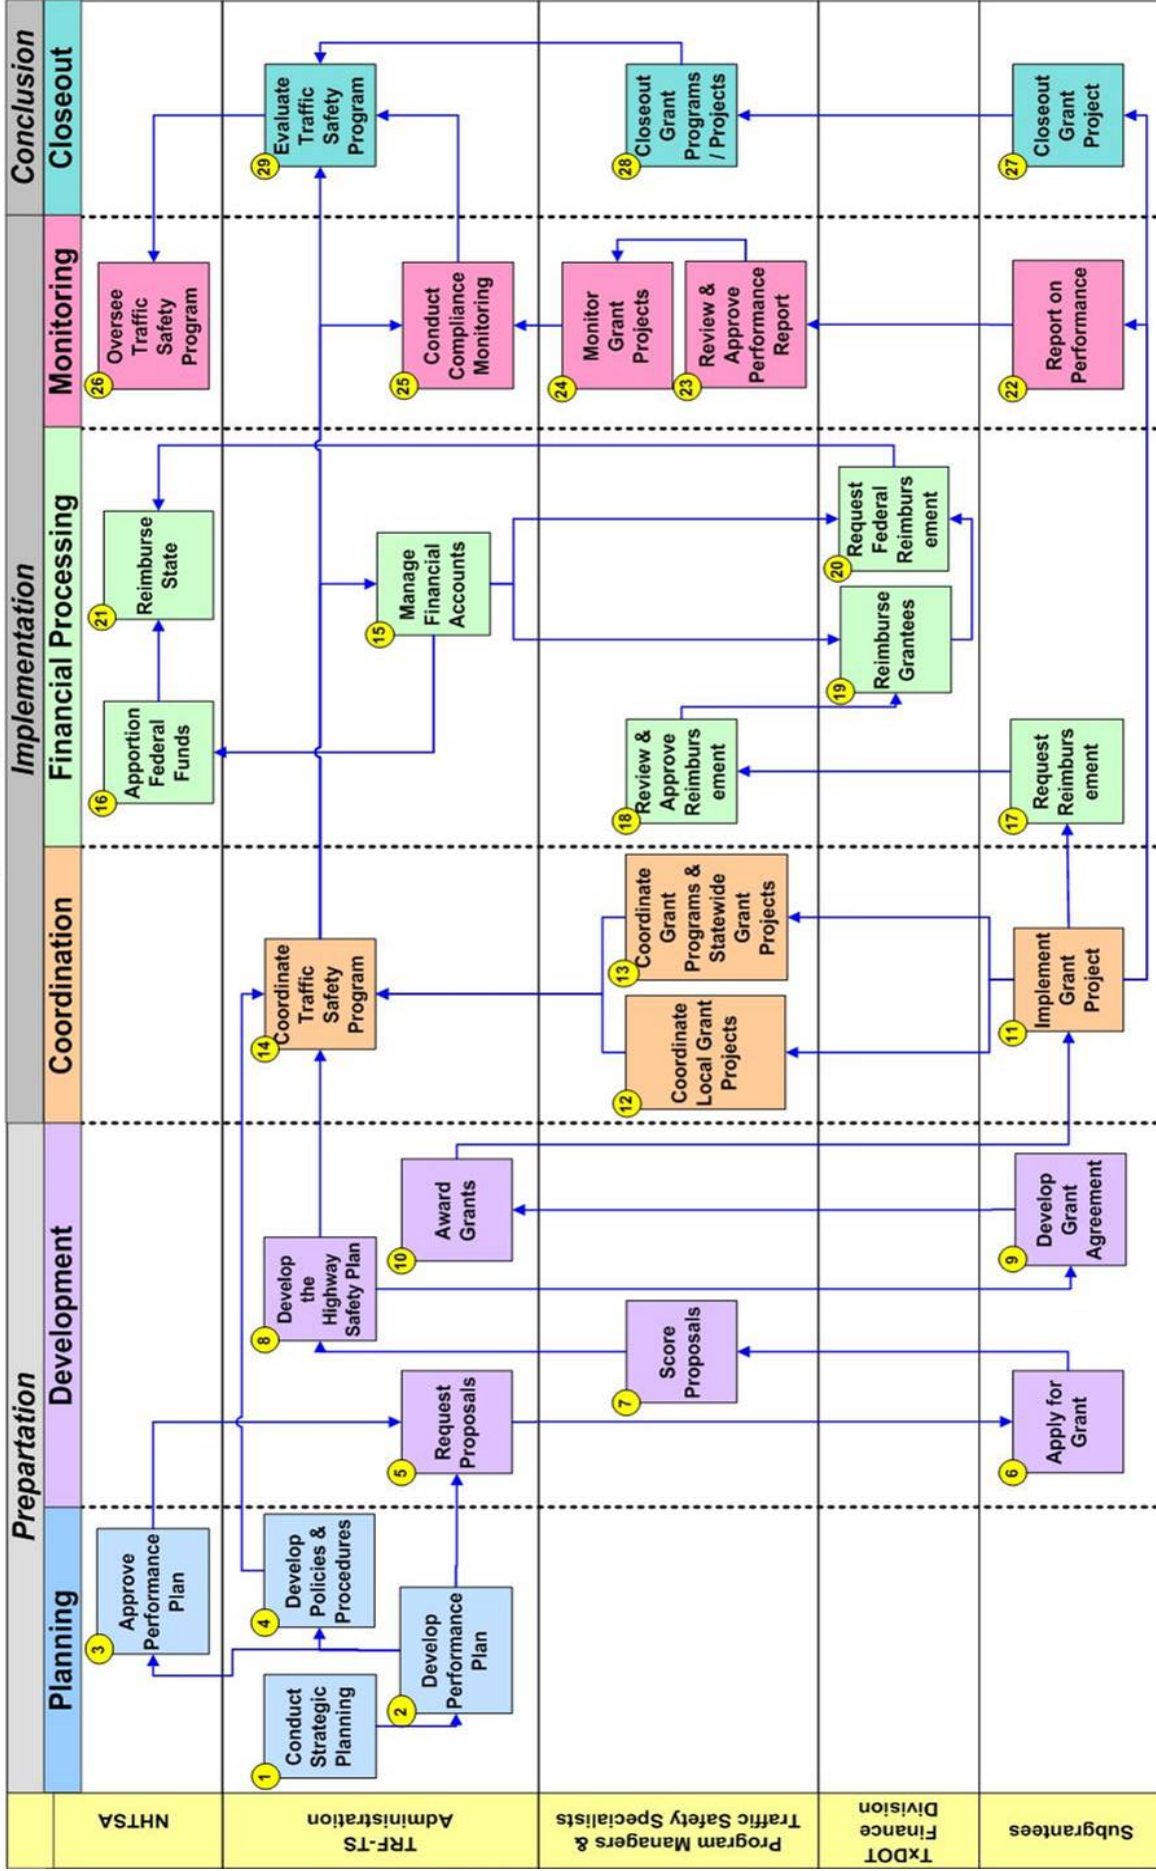 Prepartation
Implementation
Conclusion
Planning
Development
Coordination
Financial Processing
Monitoring
Closeout
NHTSA
3
Approve
Performance
Plan
16
Apportion
Federal
Funds
21
Reimburse
State
26
Oversee
Traffic
Safety
Program
TRF-TS
Administration
1
Conduct
Strategic
Planning
2
Develop
Performance
Plan
4
Develop
Policies &
Procedures
5
Request
Proposals
8
Develop
the
Highway
Safety Plan
10
Award
Grants
14
Coordinate
Traffic
Safety
Program
15
Manage
Financial
Accounts
25
Conduct
Compliance
Monitoring
29
Evaluate
Traffic
Safety
Program
Program Managers &
Traffic Safety Specialists
7
Score
Proposals
12
Coordinate
Local Grant
Projects
13
Coordinate
Grant
Programs &
Statewide
Grant
Projects
18
Review &
Approve
Reimburs
ement
24
Monitor
Grant
Projects
23
Review &
Approve
Performance
Report
28
Closeout
Grant
Programs
/ Projects
TxDOT
Finance
Division
19
Reimburse
Grantees
20
Request
Federal
Reimburs
ement
Subgrantees
6
Apply for
Grant
9
Develop
Grant
Agreement
11
Implement
Grant
Project
17
Request
Reimburs
ement
22
Report on
Performance
27
Closeout
Grant
Project